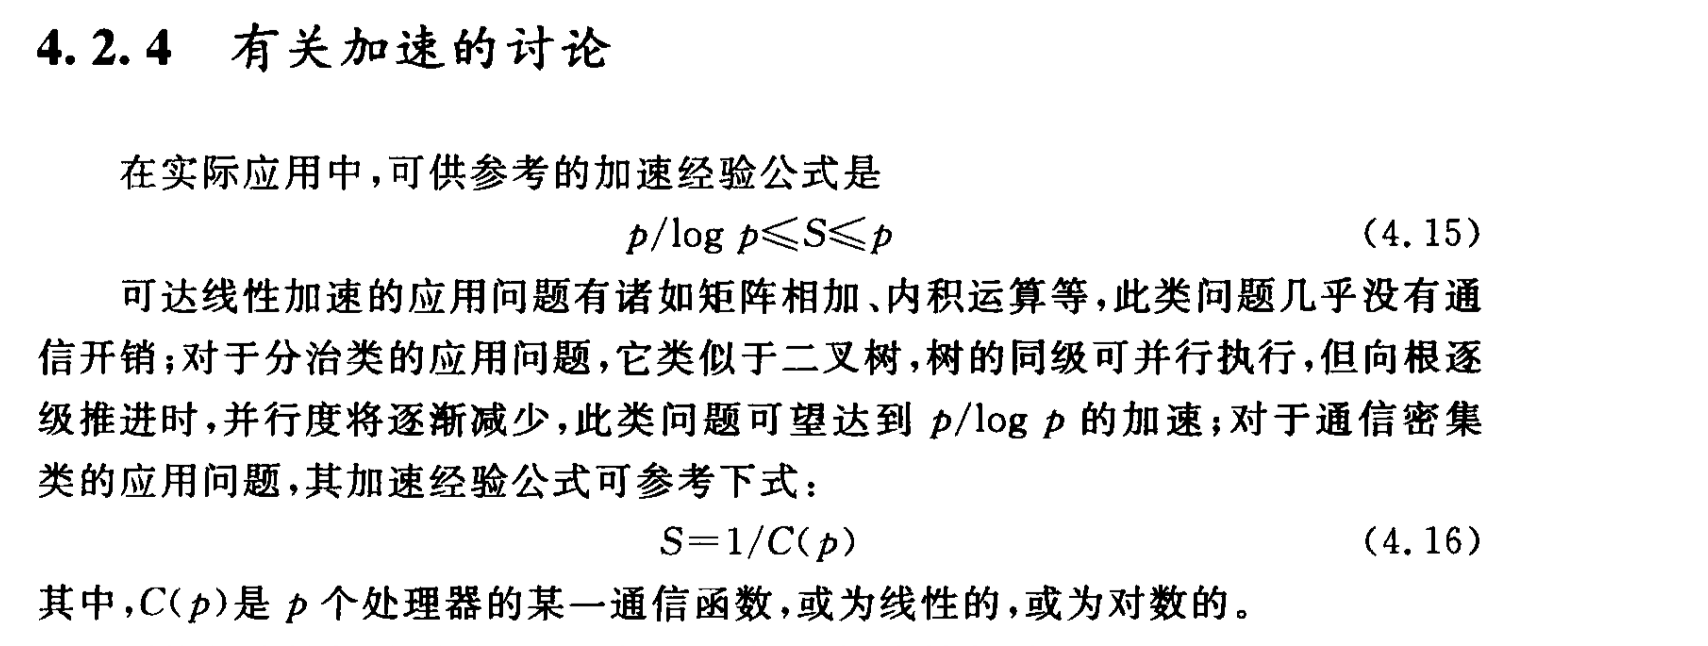 4.2.4 有关加速的讨论
在实际应用中,可供参考的加速经验公式是
p/log p≤S≤p (4.15)
可达线性加速的应用问题有诸如矩阵相加、内积运算等,此类问题几乎没有通
信开销;对于分治类的应用问题,它类似于二叉树,树的同级可并行执行,但向根逐
级推进时,并行度将逐渐减少,此类问题可望达到 p/log p 的加速;对于通信密集
类的应用问题,其加速经验公式可参考下式:
S=1/C(p) (4.16)
其中,C(p)是 p 个处理器的某一通信函数,或为线性的,或为对数的。